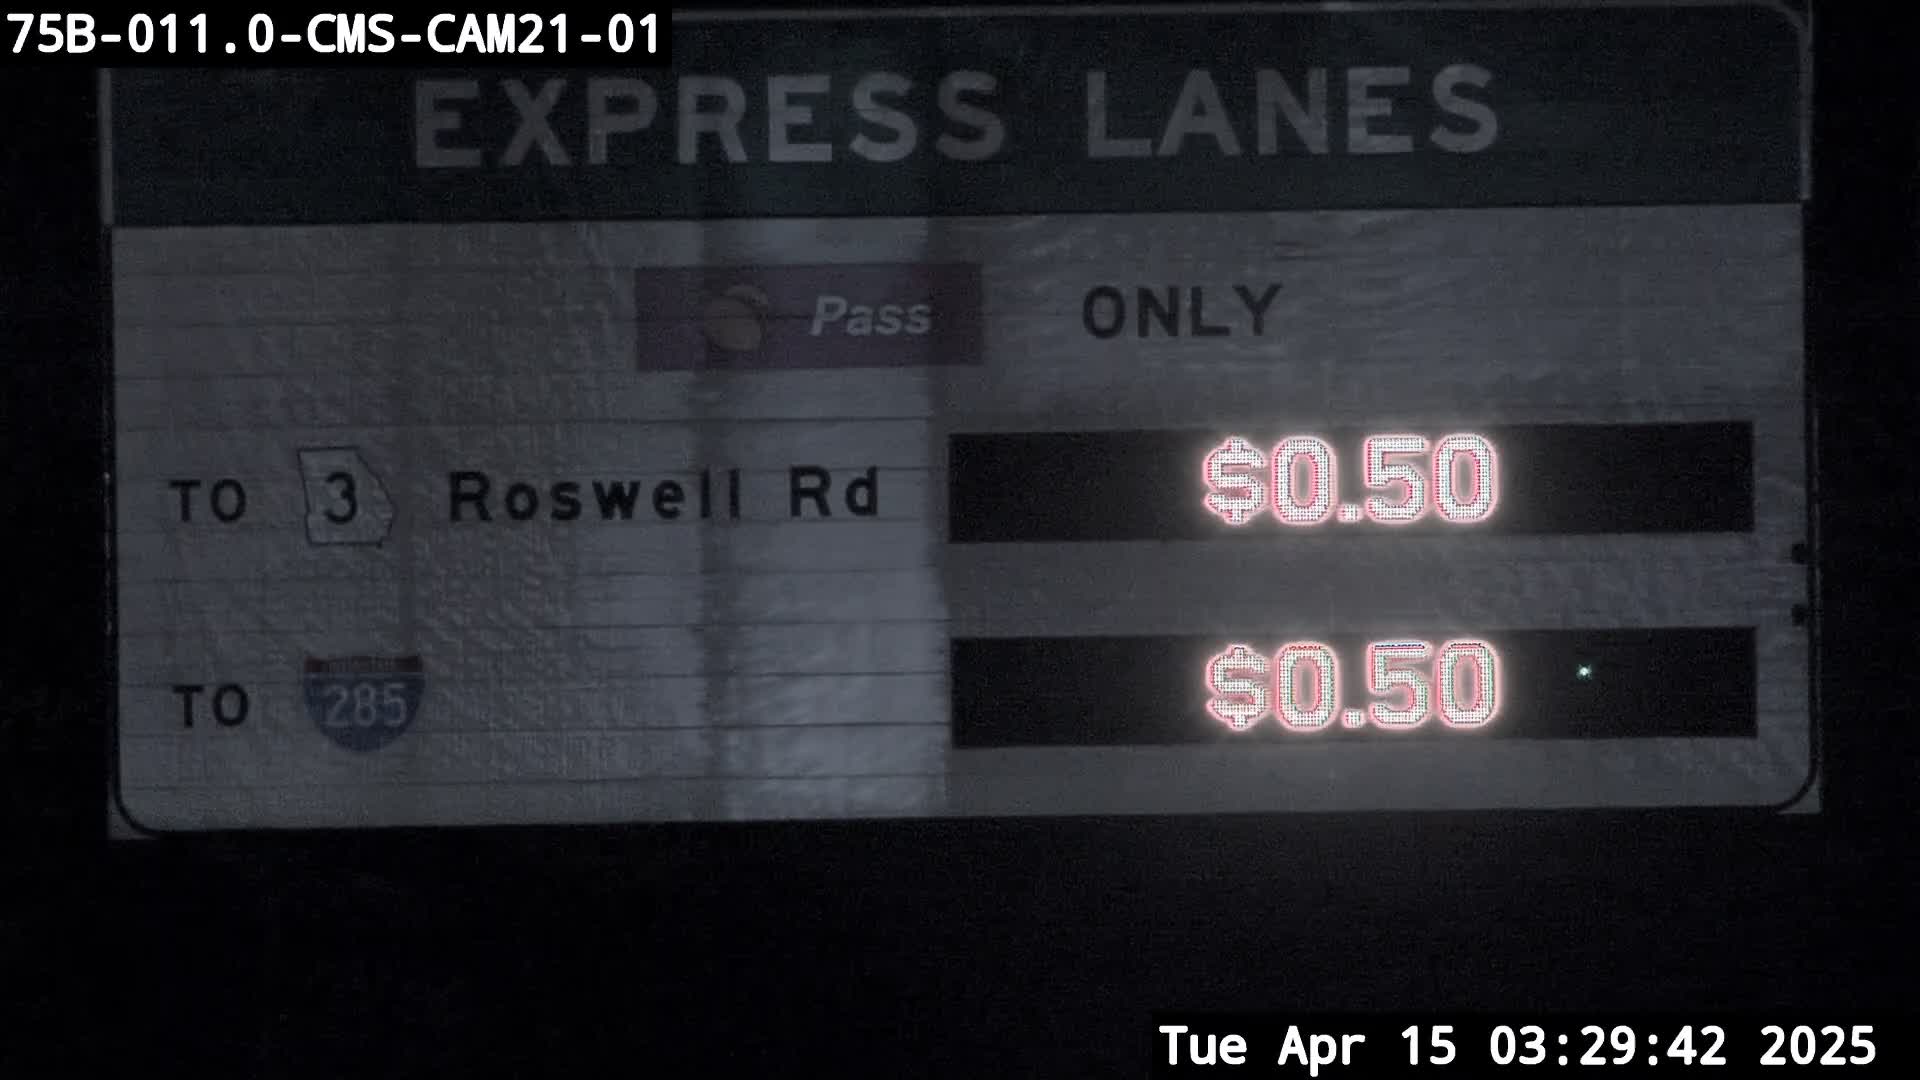 75B-011.0-CMS-CAM21-01
EXPRESS LANES
Pass ONLY
TO 3 Roswell Rd $0.50
TO 285 $0.50
Tue Apr 15 03:29:42 2025